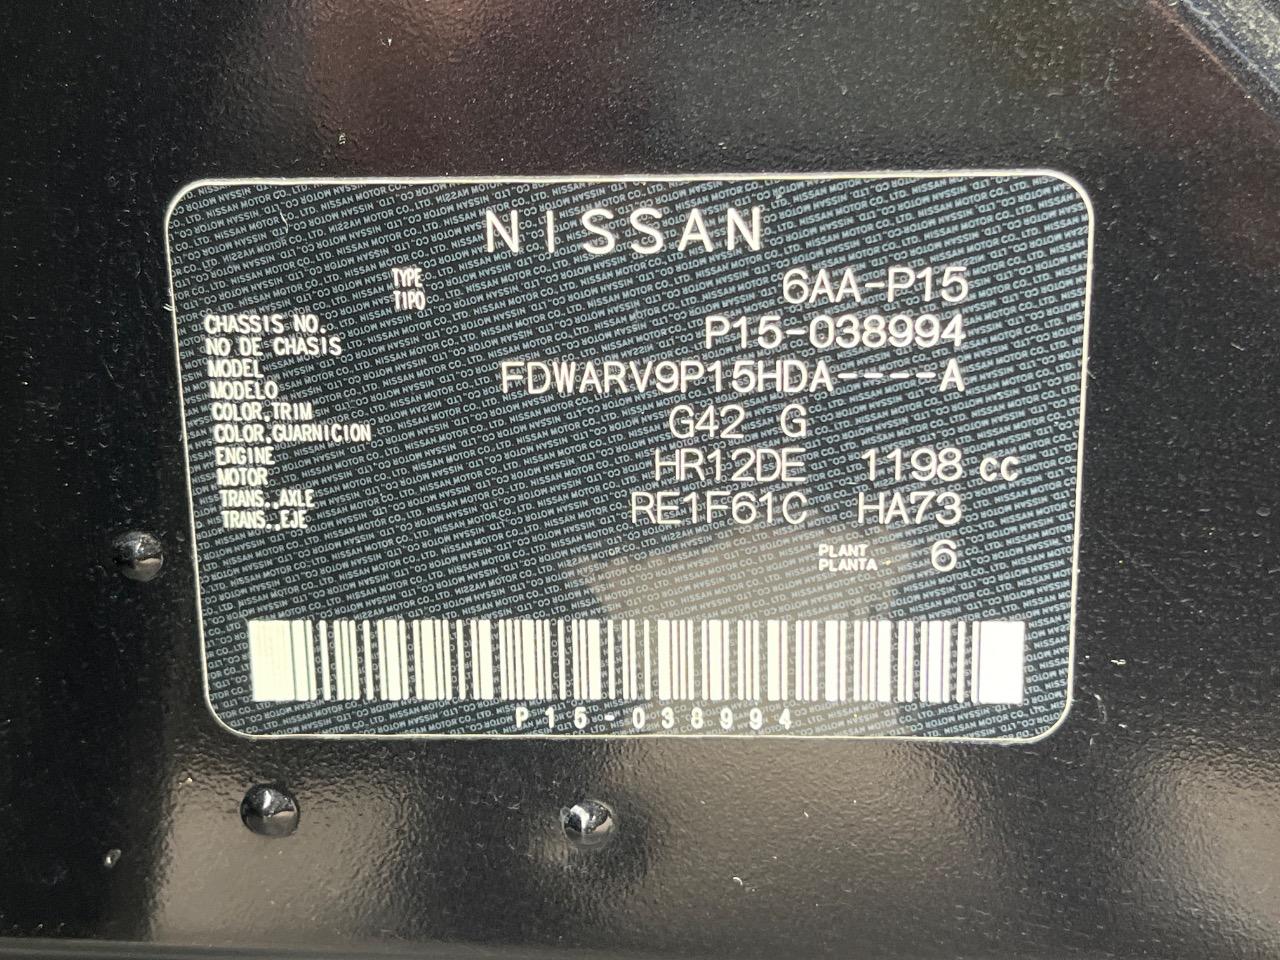 NISSAN
TYPE
TIPO 6AA-P15
CHASSIS NO.
NO DE CHASIS P15-038994
MODEL
MODELO FDWARV9P15HDA----A
COLOR,TRIM
COLOR,GUARNICION G42 G
ENGINE
MOTOR HR12DE 1198 cc
TRANS.,AXLE
TRANS.,EJE RE1F61C HA73
PLANT
PLANTA 6
P15-038994